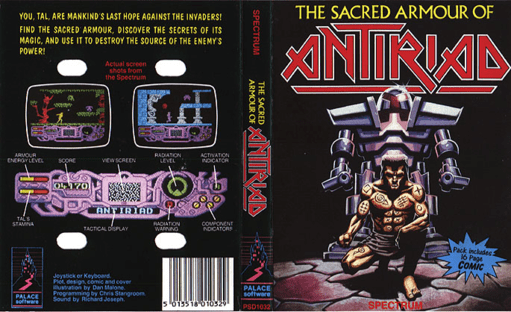 YOU, TAL, ARE MANKIND'S LAST HOPE AGAINST THE INVADERS!
FIND THE SACRED ARMOUR, DISCOVER THE SECRETS OF ITS
MAGIC, AND USE IT TO DESTROY THE SOURCE OF THE ENEMY'S
POWER!
Actual screen
shots from
the Spectrum
ARMOUR
ENERGY LEVEL
SCORE
VIEW SCREEN
RADIATION
LEVEL
ACTIVATION
INDICATOR
04170
ANTIRIAD
TAL'S
STAMINA
TACTICAL DISPLAY
RADIATION
WARNING
COMPONENT
INDICATOR?
PALACE
software
Joystick or Keyboard.
Plot, design, comic and cover
illustration by Dan Malone.
Programming by Chris Stangroom.
Sound by Richard Joseph.
5 013518 010329
SPECTRUM
THE SACRED
ARMOUR OF
ANTIRIAD
PALACE
software
PSD1032
THE SACRED ARMOUR OF
ANTIRIAD
Pack includes
16 Page
COMIC
SPECTRUM